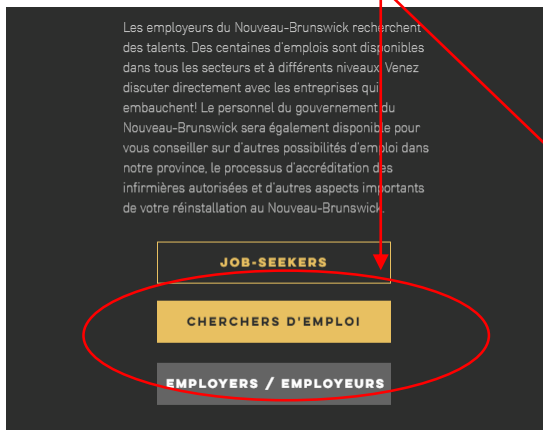 Les employeurs du Nouveau-Brunswick recherchent
des talents. Des centaines d'emplois sont disponibles
dans tous les secteurs et à différents niveaux. Venez
discuter directement avec les entreprises qui
embauchent! Le personnel du gouvernement du
Nouveau-Brunswick sera également disponible pour
vous conseiller sur d'autres possibilités d'emploi dans
notre province, le processus d'accréditation des
infirmières autorisées et d'autres aspects importants
de votre réinstallation au Nouveau-Brunswick.
JOB-SEEKERS
CHERCHERS D'EMPLOI
EMPLOYERS / EMPLOYEURS